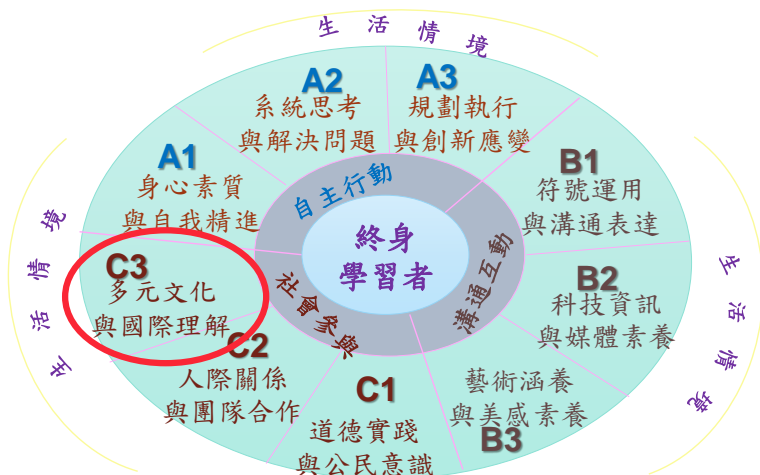 生活情境
A2
系統思考
與解決問題
A3
規劃執行
與創新應變
A1
身心素質
與自我精進
B1
符號運用
與溝通表達
自主行動
終身
學習者
生活情境
C3
多元文化
與國際理解
社會參與
溝通互動
B2
科技資訊
與媒體素養
生活情境
C2
人際關係
與團隊合作
C1
道德實踐
與公民意識
藝術涵養
與美感素養
B3